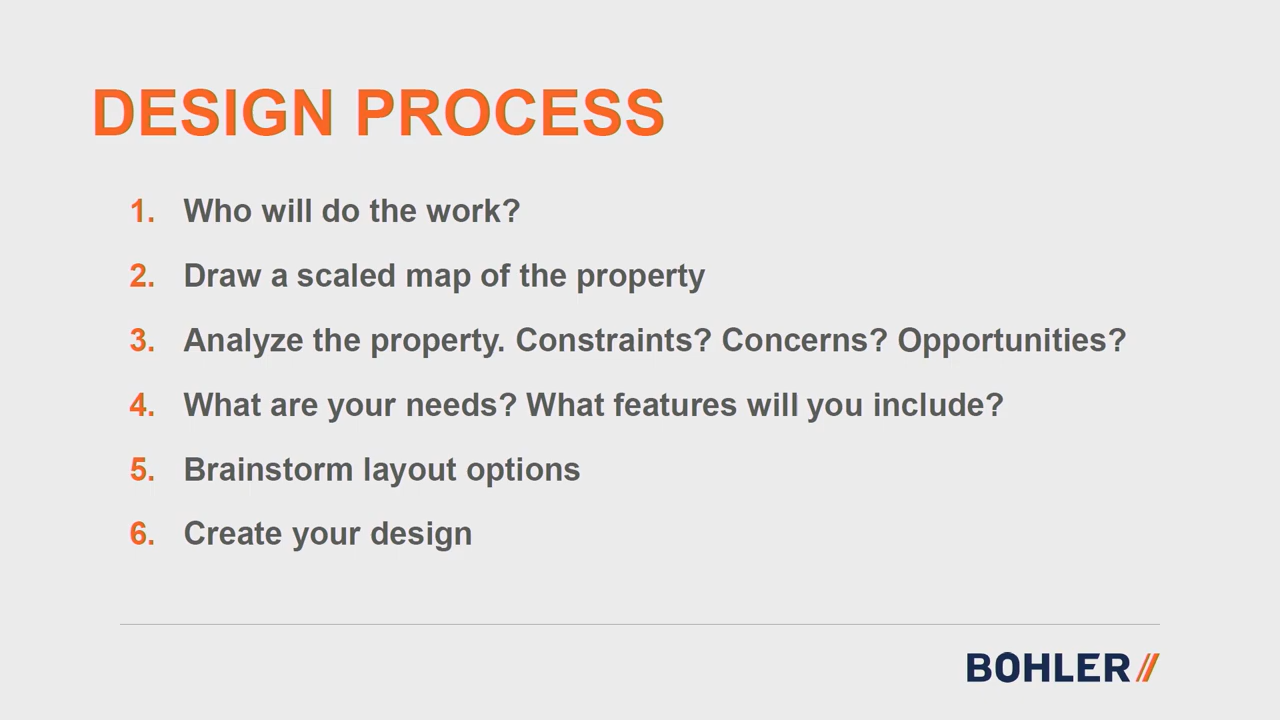 DESIGN PROCESS
1. Who will do the work?
2. Draw a scaled map of the property
3. Analyze the property. Constraints? Concerns? Opportunities?
4. What are your needs? What features will you include?
5. Brainstorm layout options
6. Create your design
BOHLER//